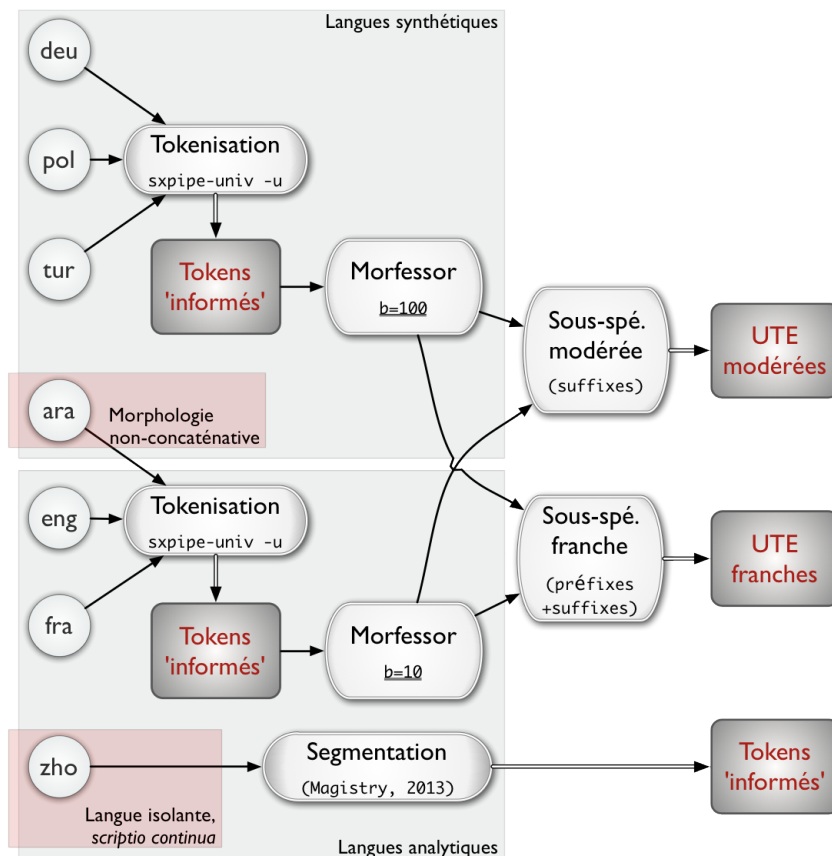 Langues synthétiques
deu
pol
tur
Tokenisation
sxpipe-univ -u
Tokens
'informés'
Morfessor
b=100
Sous-spé.
modérée
(suffixes)
UTE
modérées
ara
Morphologie
non-concaténative
eng
fra
Tokenisation
sxpipe-univ -u
Tokens
'informés'
Morfessor
b=10
Sous-spé.
franche
(préfixes
+suffixes)
UTE
franches
zho
Langue isolante,
scriptio continua
Segmentation
(Magistry, 2013)
Tokens
'informés'
Langues analytiques